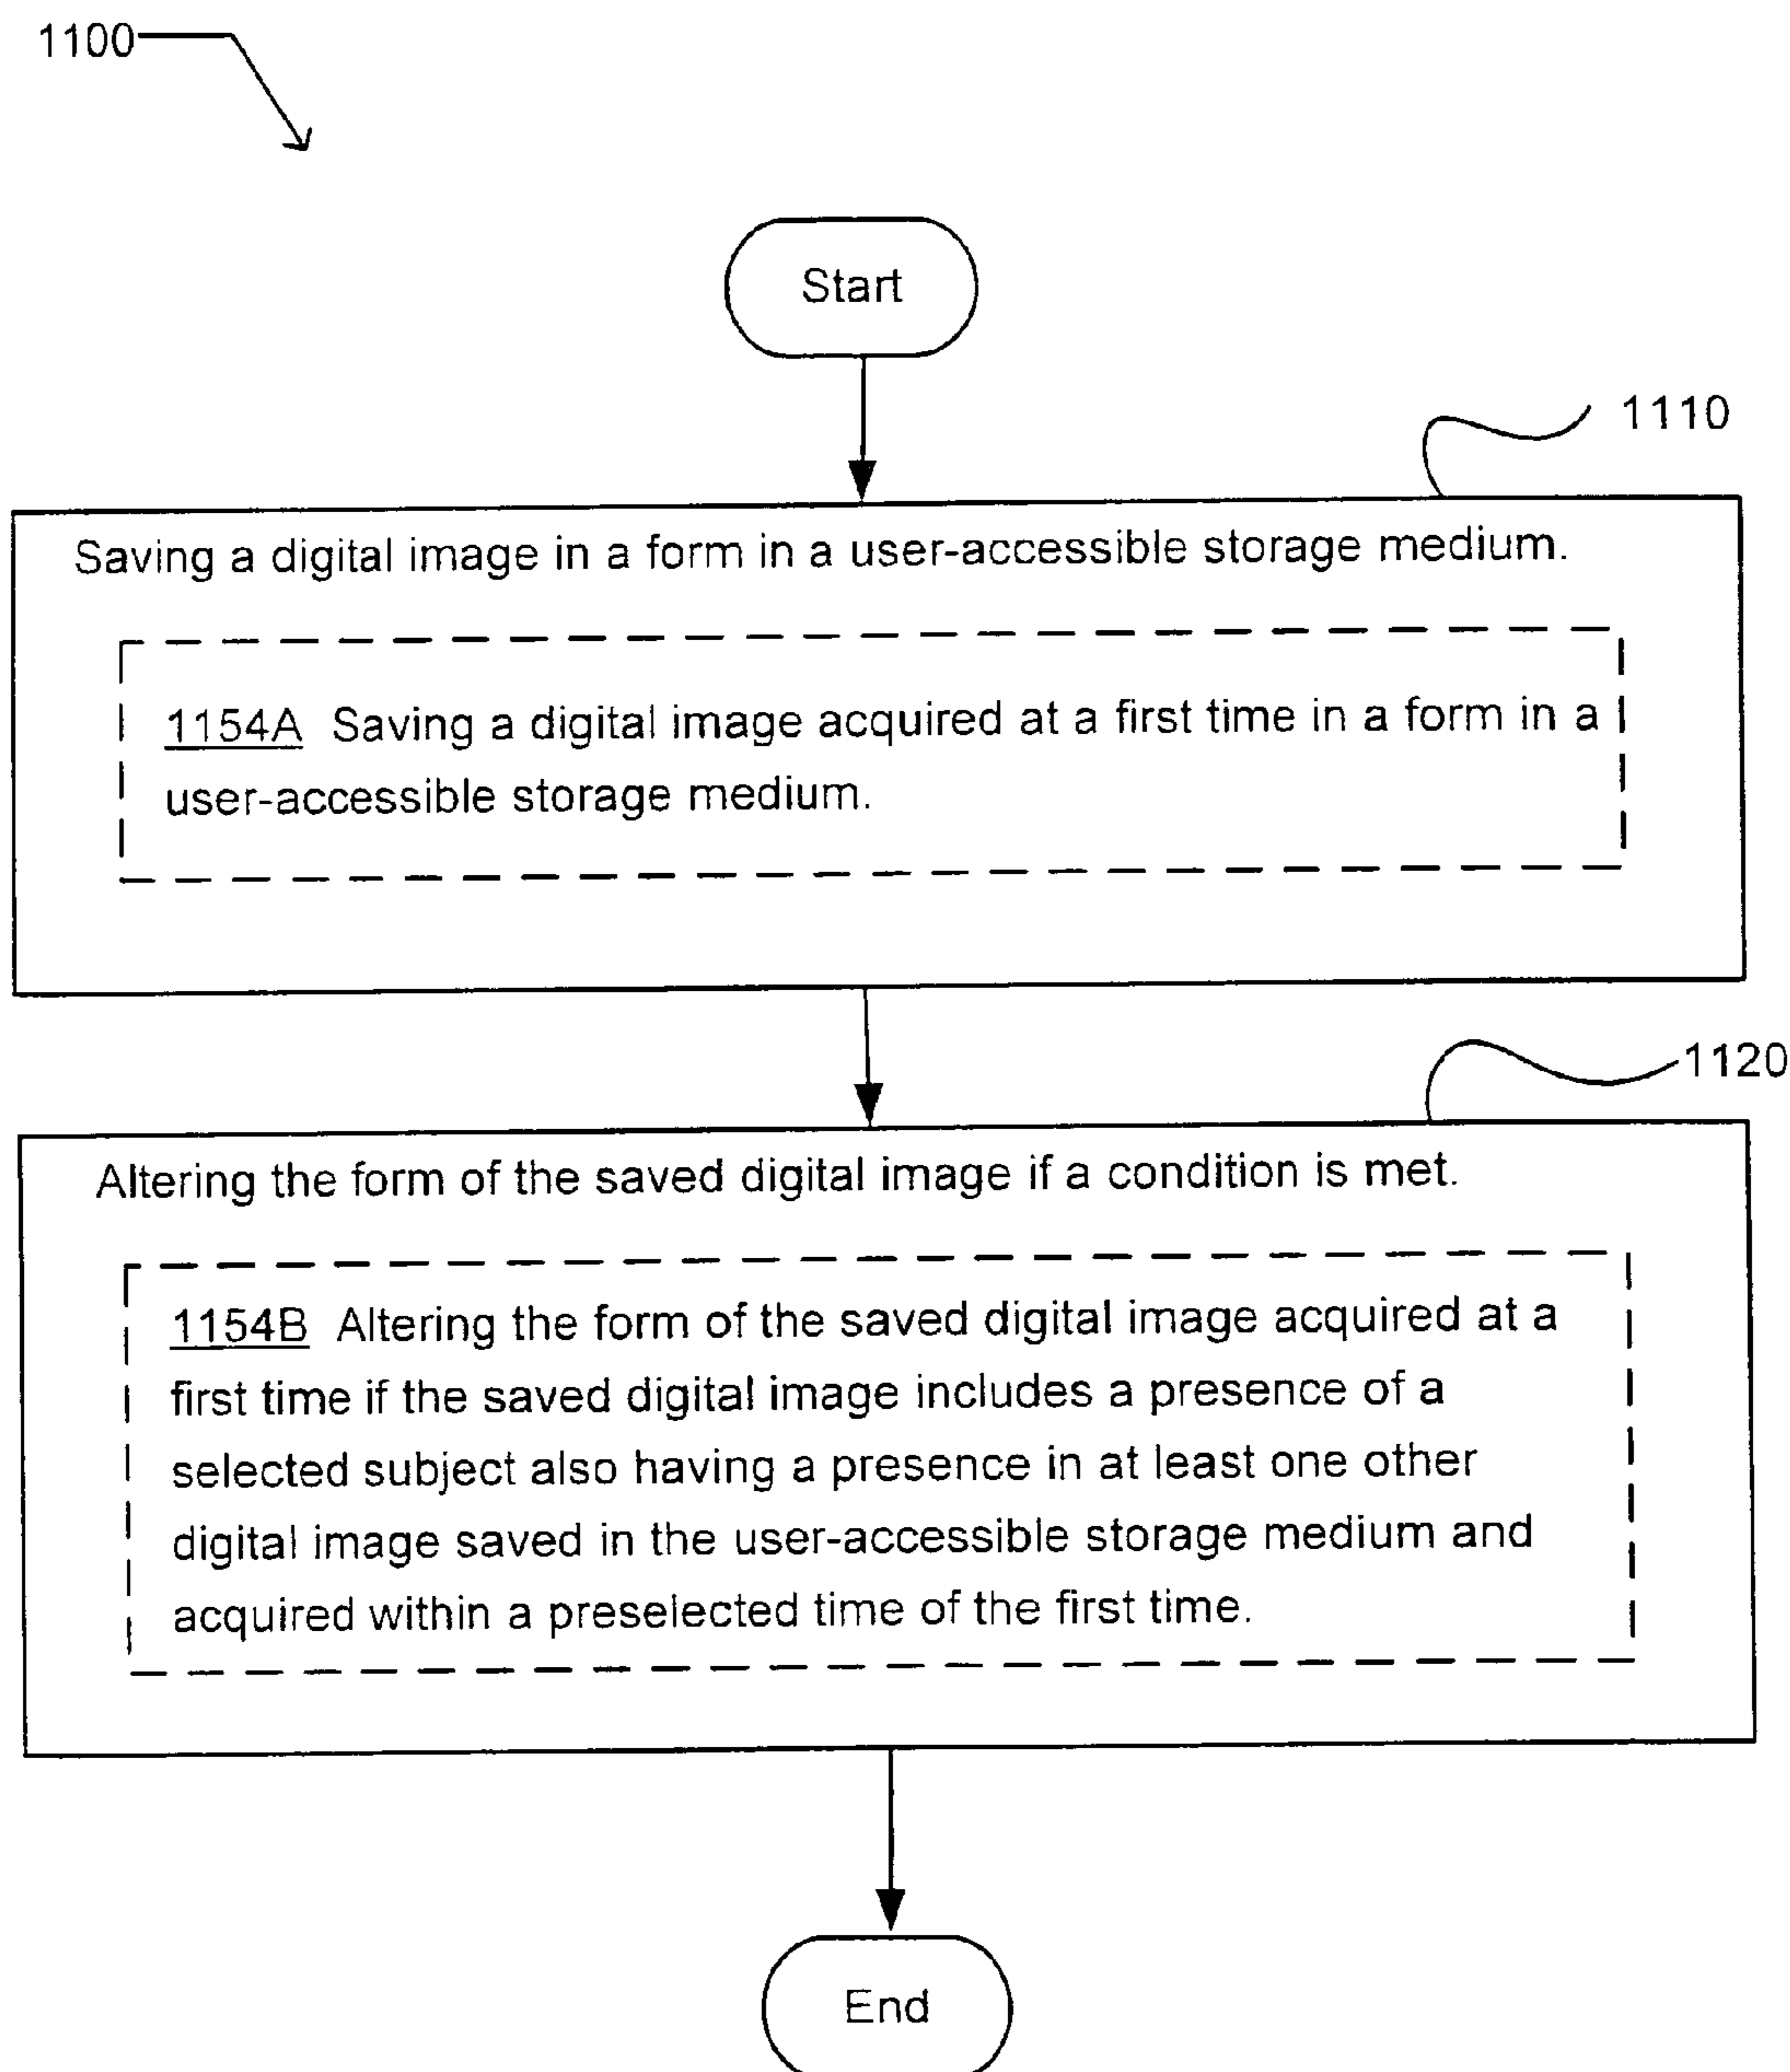 1100
Start
1110
Saving a digital image in a form in a user-accessible storage medium.
1154A Saving a digital image acquired at a first time in a form in a
user-accessible storage medium.
1120
Altering the form of the saved digital image if a condition is met.
1154B Altering the form of the saved digital image acquired at a
first time if the saved digital image includes a presence of a
selected subject also having a presence in at least one other
digital image saved in the user-accessible storage medium and
acquired within a preselected time of the first time.
End